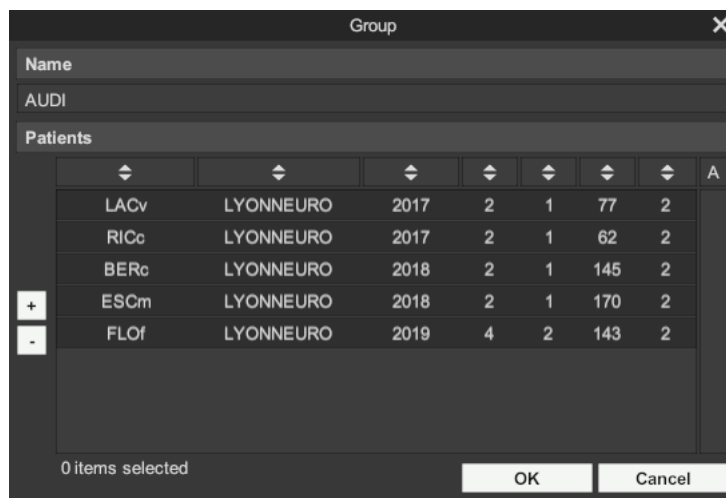 Group
Name
AUDI
Patients
A
LACv LYONNEURO 2017 2 1 77 2
RICc LYONNEURO 2017 2 1 62 2
BERc LYONNEURO 2018 2 1 145 2
ESCm LYONNEURO 2018 2 1 170 2
FLOf LYONNEURO 2019 4 2 143 2
+
-
0 items selected
OK Cancel